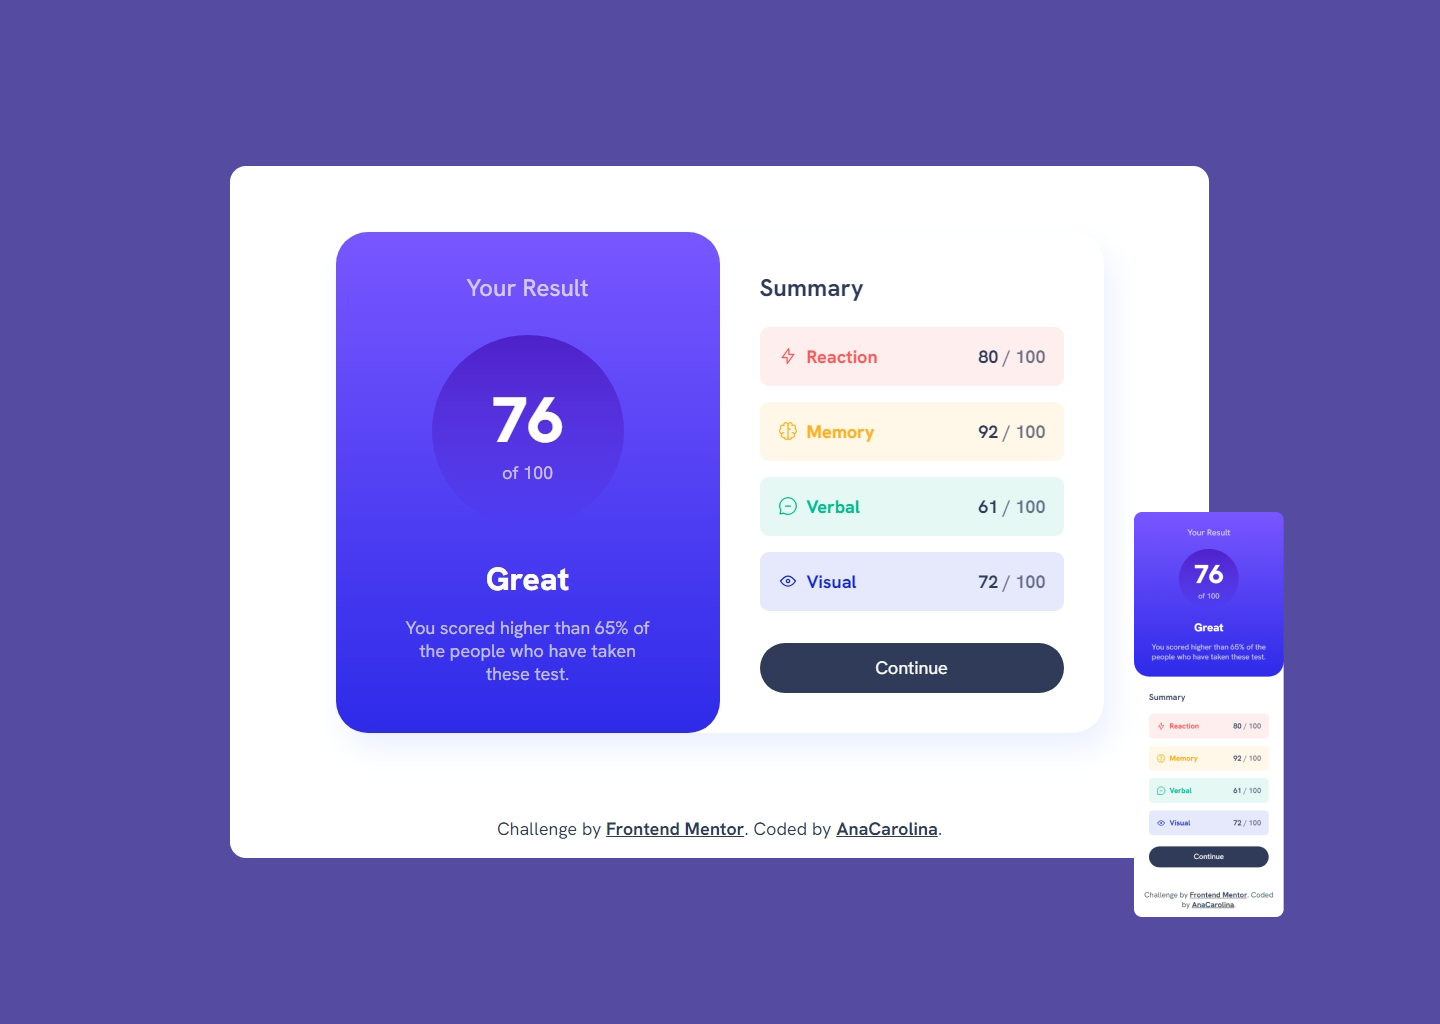 Your Result
76
of 100
Great
You scored higher than 65% of
the people who have taken
these test.
Summary
Reaction 80 / 100
Memory 92 / 100
Verbal 61 / 100
Visual 72 / 100
Continue
Challenge by Frontend Mentor. Coded by AnaCarolina.
Your Result
76
of 100
Great
You scored higher than 65% of the
people who have taken these test.
Summary
Reaction 80 / 100
Memory 92 / 100
Verbal 61 / 100
Visual 72 / 100
Continue
Challenge by Frontend Mentor. Coded
by AnaCarolina.